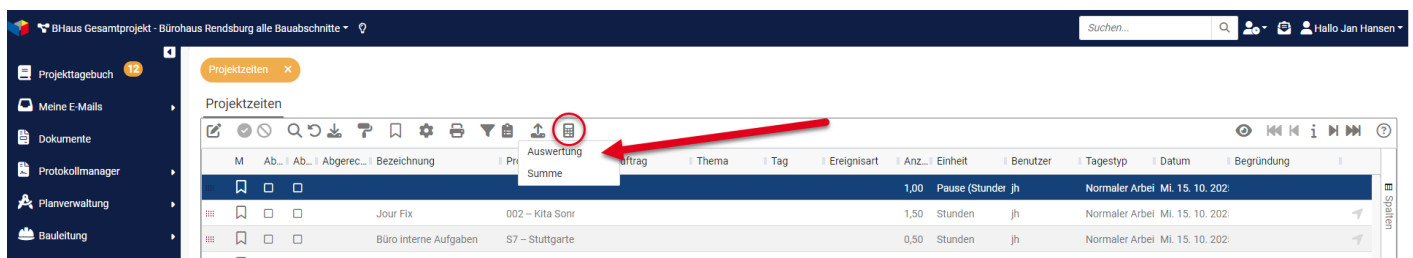 BHaus Gesamtprojekt - Bürohaus Rendsburg alle Bauabschnitte
Suchen...
Hallo Jan Hansen
Projekttagebuch 12
Projektzeiten ×
Meine E-Mails
Projektzeiten
Dokumente
Auswertung
Summe
M Ab... Ab... Abgerec... Bezeichnung Thema Tag Ereignisart Anz... Einheit Benutzer Tagestyp Datum Begründung
Protokollmanager
1,00 Pause (Stunder jh Normaler Arbei Mi. 15. 10. 202
Spalten
Planverwaltung
Jour Fix 002 -- Kita Sonr 1,50 Stunden jh Normaler Arbei Mi. 15. 10. 202
Bauleitung
Büro interne Aufgaben S7 -- Stuttgarte 0,50 Stunden jh Normaler Arbei Mi. 15. 10. 202